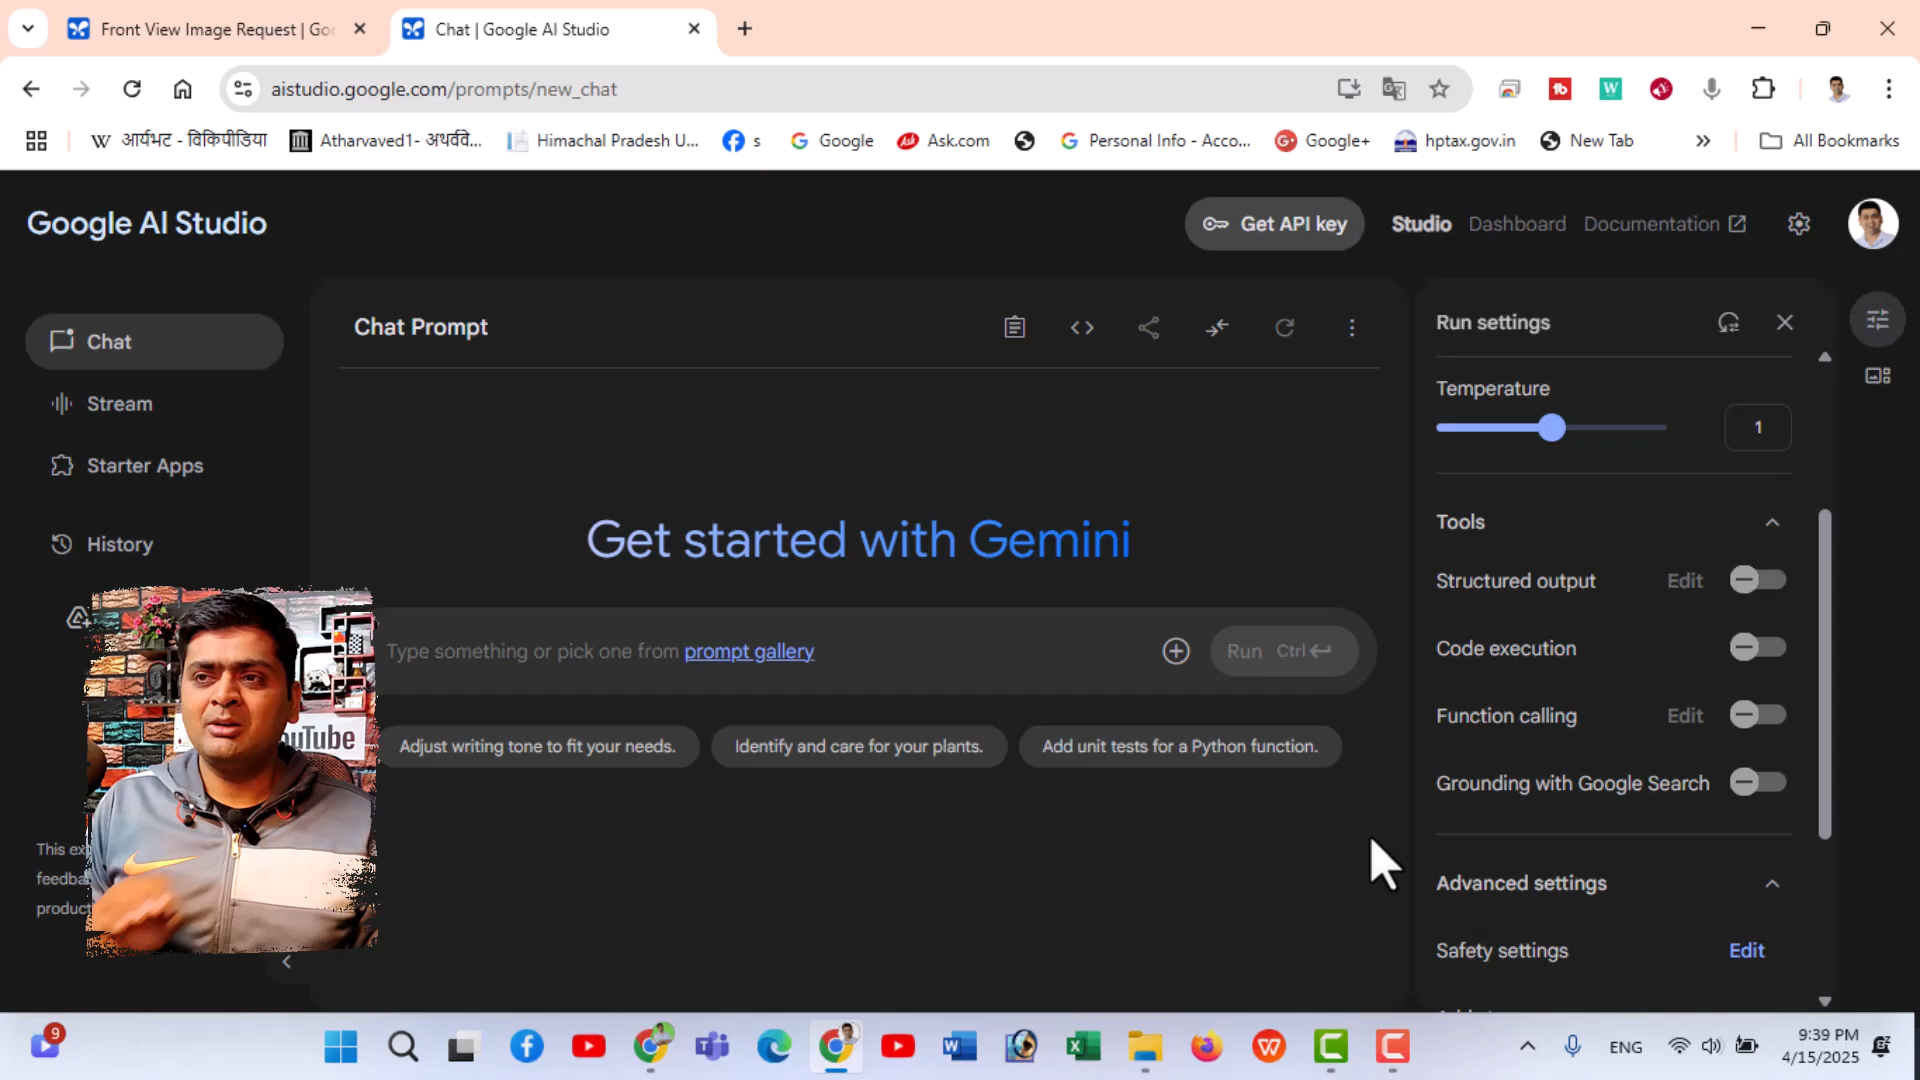 Front View Image Request | Goo
Chat | Google AI Studio
aistudio.google.com/prompts/new_chat
आर्यभट - विकिपीडिया
Atharvaved1- अथर्ववे...
Himachal Pradesh U...
s
Google
Ask.com
Personal Info - Acco...
Google+
hptax.gov.in
New Tab
All Bookmarks
Google AI Studio
Get API key
Studio
Dashboard
Documentation
Chat
Stream
Starter Apps
History
Chat Prompt
Get started with Gemini
Type something or pick one from prompt gallery
Run Ctrl
Adjust writing tone to fit your needs.
Identify and care for your plants.
Add unit tests for a Python function.
This ex
feedba
product
ouTube
Run settings
Temperature
1
Tools
Structured output Edit
Code execution
Function calling Edit
Grounding with Google Search
Advanced settings
Safety settings Edit
9
ENG
9:39 PM
4/15/2025